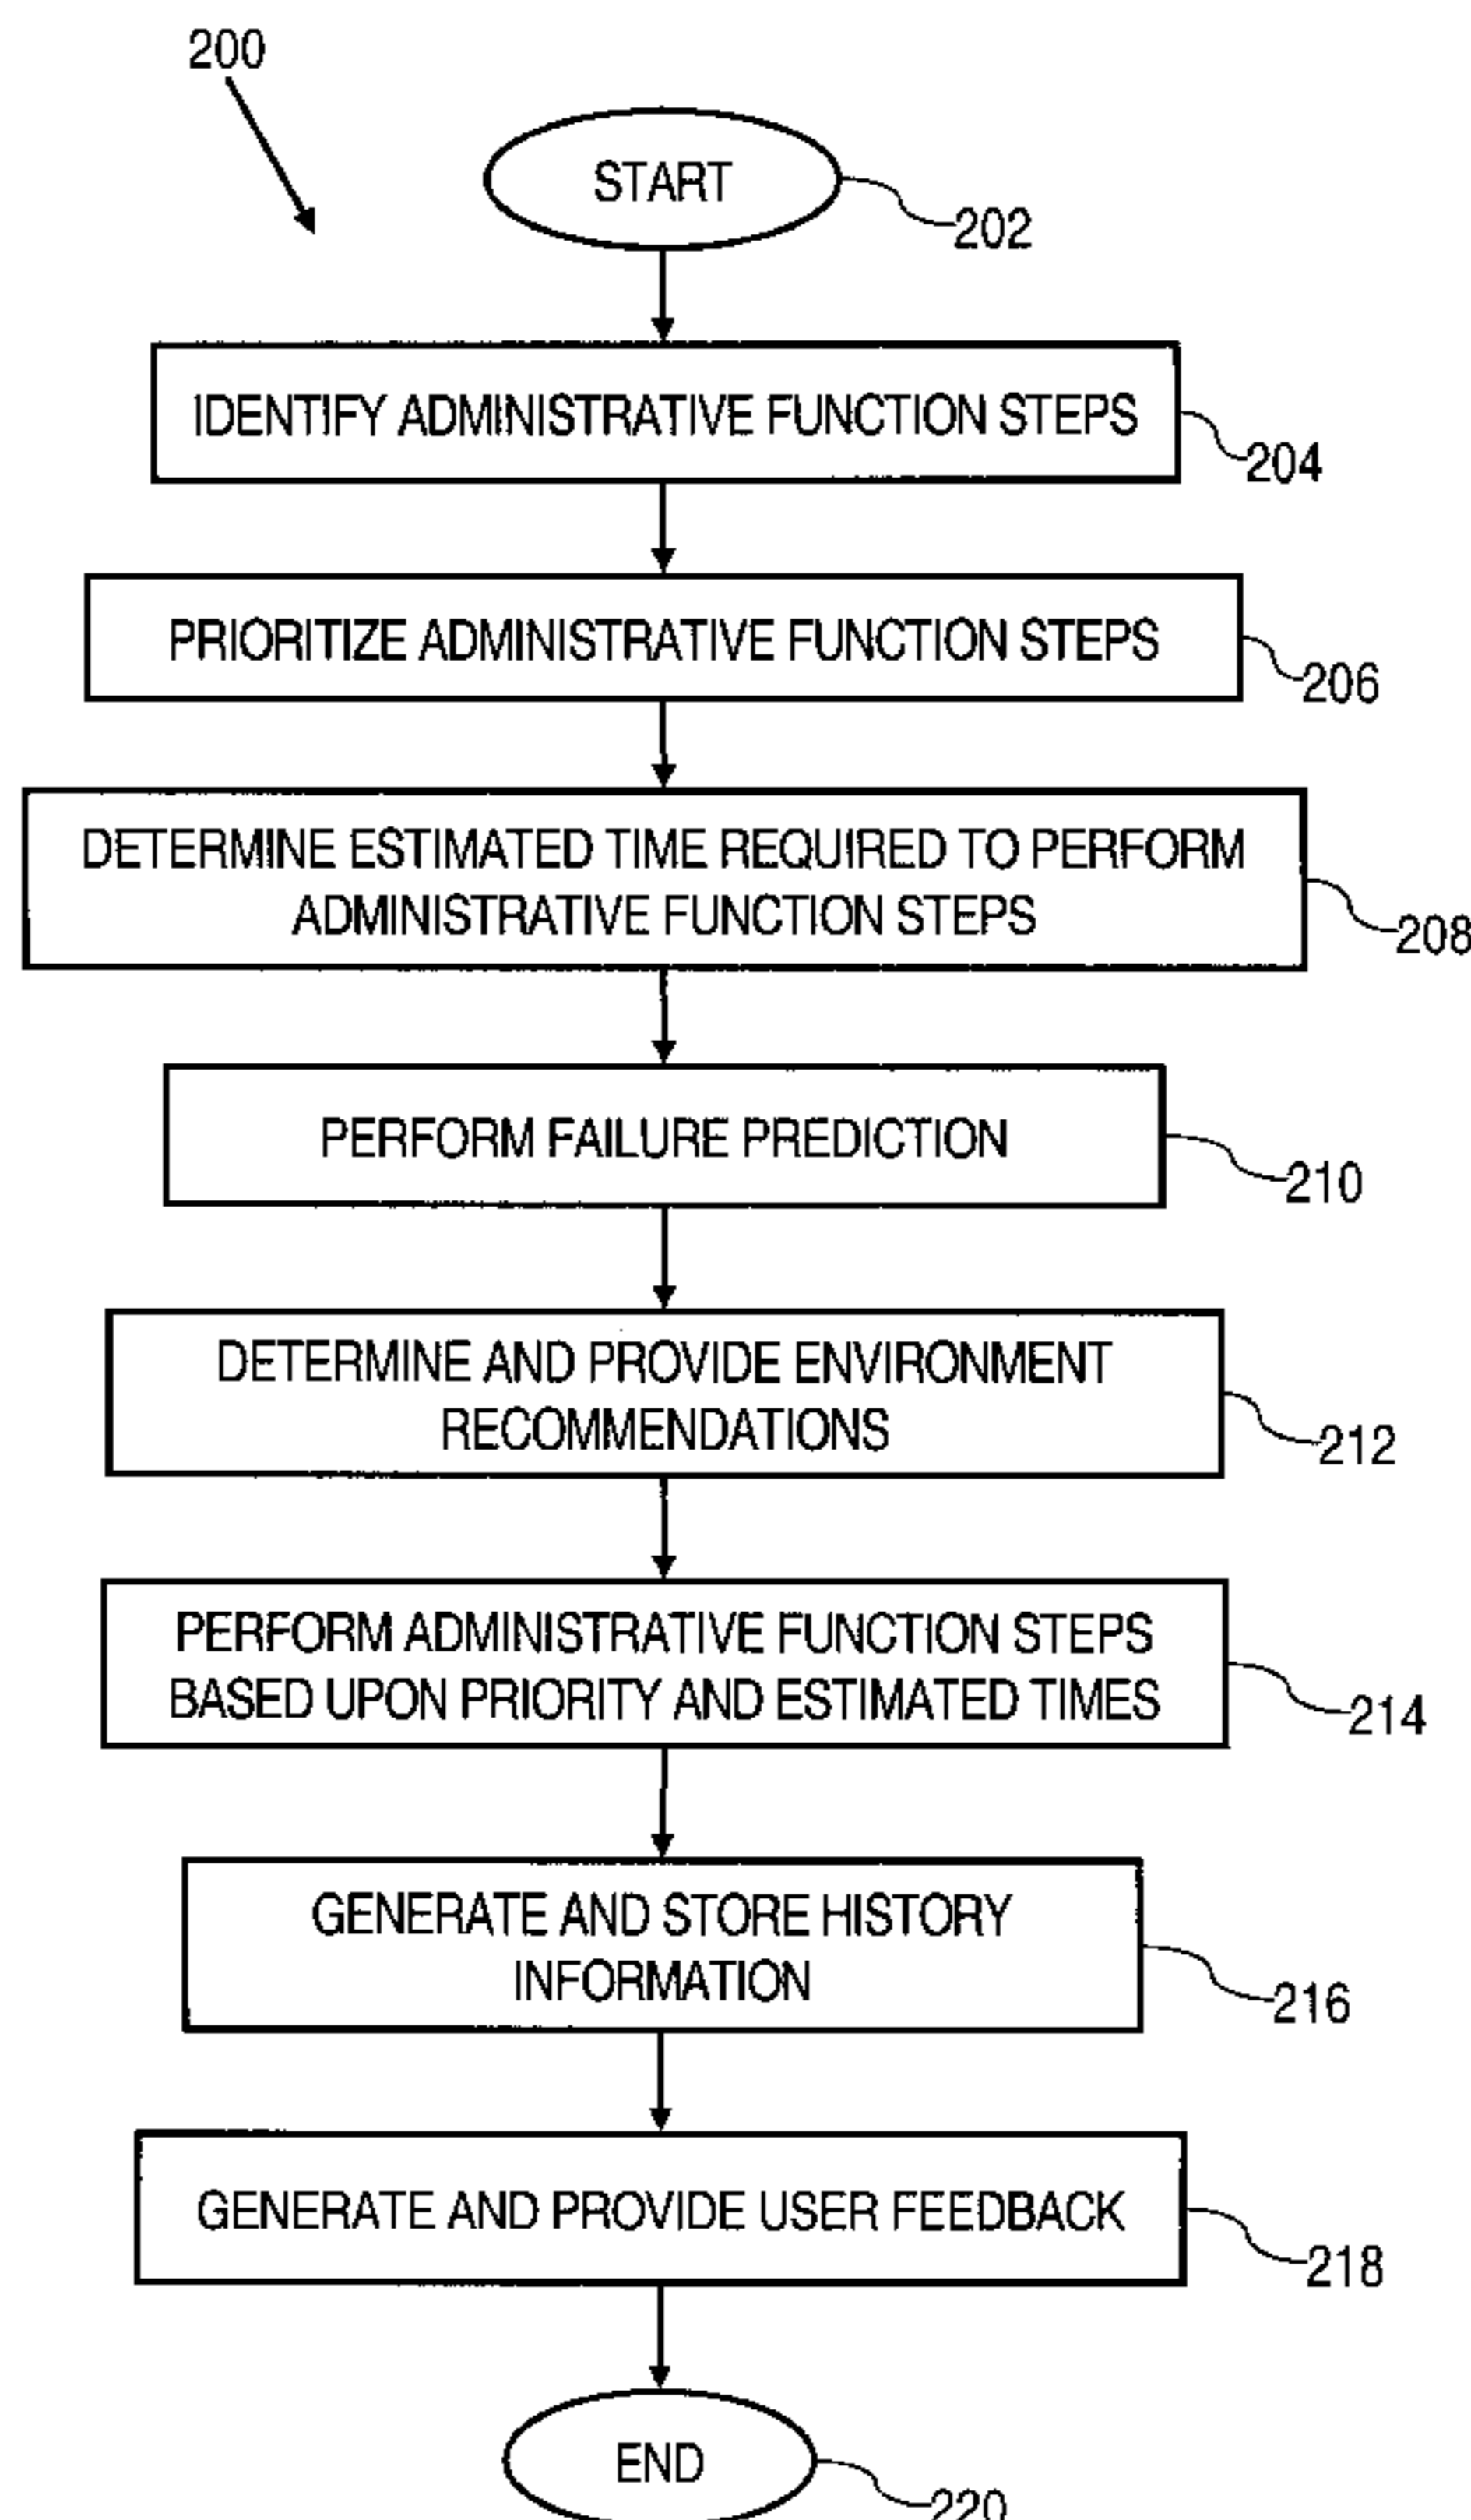 200
START
202
IDENTIFY ADMINISTRATIVE FUNCTION STEPS
204
PRIORITIZE ADMINISTRATIVE FUNCTION STEPS
206
DETERMINE ESTIMATED TIME REQUIRED TO PERFORM
ADMINISTRATIVE FUNCTION STEPS
208
PERFORM FAILURE PREDICTION
210
DETERMINE AND PROVIDE ENVIRONMENT
RECOMMENDATIONS
212
PERFORM ADMINISTRATIVE FUNCTION STEPS
BASED UPON PRIORITY AND ESTIMATED TIMES
214
GENERATE AND STORE HISTORY
INFORMATION
216
GENERATE AND PROVIDE USER FEEDBACK
218
END
220